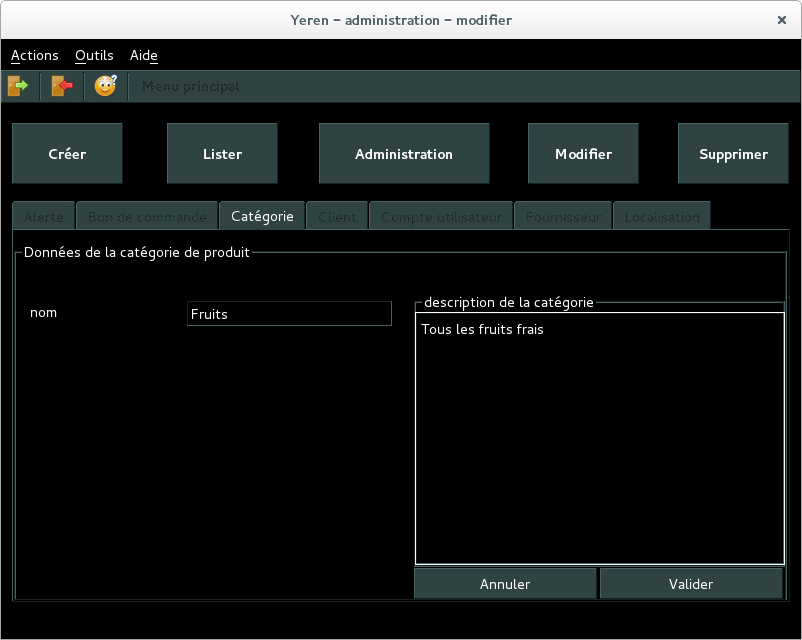 Yeren – administration – modifier
Actions Outils Aide
Menu principal
Créer Lister Administration Modifier Supprimer
Alerte Bon de commande Catégorie Client Compte utilisateur Fournisseur Localisation
Données de la catégorie de produit
nom Fruits
description de la catégorie
Tous les fruits frais
Annuler Valider